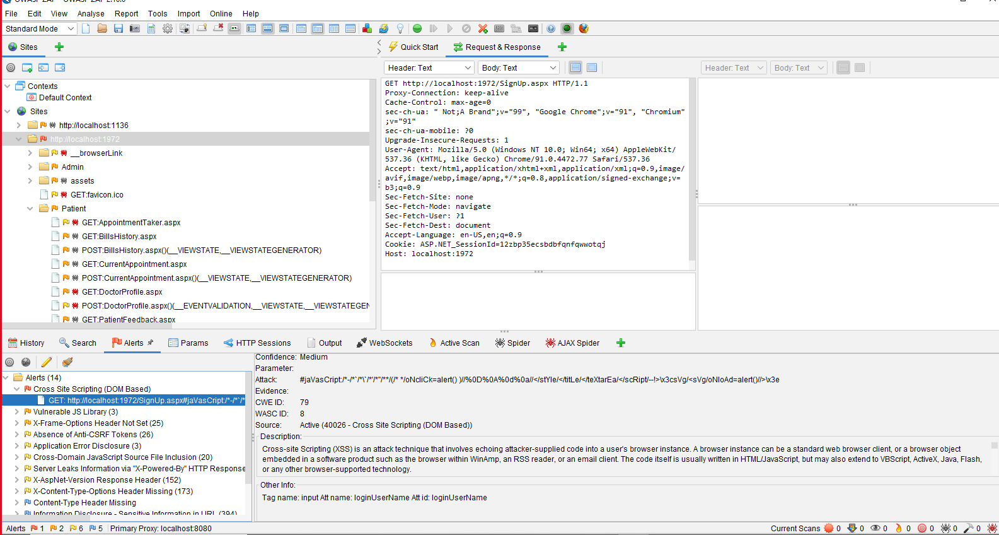 File Edit View Analyse Report Tools Import Online Help
Standard Mode
Sites
Quick Start
Request & Response
Header: Text
Body: Text
Header: Text
Body: Text
Contexts
Default Context
Sites
http://localhost:1136
http://localhost:1972
__browserLink
Admin
assets
GET:favicon.ico
Patient
GET:AppointmentTaker.aspx
GET:BillsHistory.aspx
POST:BillsHistory.aspx()(__VIEWSTATE,__VIEWSTATEGENERATOR)
GET:CurrentAppointment.aspx
POST:CurrentAppointment.aspx()(__VIEWSTATE,__VIEWSTATEGENERATOR)
GET:DoctorProfile.aspx
POST:DoctorProfile.aspx()(__EVENTVALIDATION,__VIEWSTATE,__VIEWSTATEGEN
GET:PatientFeedback.aspx
GET http://localhost:1972/SignUp.aspx HTTP/1.1
Proxy-Connection: keep-alive
Cache-Control: max-age=0
sec-ch-ua: " Not;A Brand";v="99", "Google Chrome";v="91", "Chromium"
;v="91"
sec-ch-ua-mobile: ?0
Upgrade-Insecure-Requests: 1
User-Agent: Mozilla/5.0 (Windows NT 10.0; Win64; x64) AppleWebKit/
537.36 (KHTML, like Gecko) Chrome/91.0.4472.77 Safari/537.36
Accept: text/html,application/xhtml+xml,application/xml;q=0.9,image/
avif,image/webp,image/apng,*/*;q=0.8,application/signed-exchange;v=
b3;q=0.9
Sec-Fetch-Site: none
Sec-Fetch-Mode: navigate
Sec-Fetch-User: ?1
Sec-Fetch-Dest: document
Accept-Language: en-US,en;q=0.9
Cookie: ASP.NET_SessionId=12zbp35ecsbdbfqnfqwwotqj
Host: localhost:1972
History
Search
Alerts
Params
HTTP Sessions
Output
WebSockets
Active Scan
Spider
AJAX Spider
Alerts (14)
Cross Site Scripting (DOM Based)
GET: http://localhost:1972/SignUp.aspx#jaVasCript:/*-/*`/*
Vulnerable JS Library (3)
X-Frame-Options Header Not Set (25)
Absence of Anti-CSRF Tokens (26)
Application Error Disclosure (3)
Cross-Domain JavaScript Source File Inclusion (20)
Server Leaks Information via "X-Powered-By" HTTP Response
X-AspNet-Version Response Header (152)
X-Content-Type-Options Header Missing (173)
Content-Type Header Missing
Information Disclosure - Sensitive Information in URL (394)
Confidence: Medium
Parameter:
Attack: #jaVasCript:/*-/*`/*\`/*'/*"/**/(/* */oNcliCk=alert() )//%0D%0A%0d%0a//</stYle/</titLe/</teXtarEa/</scRipt/--!>\x3csVg/<sVg/oNloAd=alert()//>\x3e
Evidence:
CWE ID: 79
WASC ID: 8
Source: Active (40026 - Cross Site Scripting (DOM Based))
Description:
Cross-site Scripting (XSS) is an attack technique that involves echoing attacker-supplied code into a user's browser instance. A browser instance can be a standard web browser client, or a browser object
embedded in a software product such as the browser within WinAmp, an RSS reader, or an email client. The code itself is usually written in HTML/JavaScript, but may also extend to VBScript, ActiveX, Java, Flash,
or any other browser-supported technology.
Other Info:
Tag name: input Att name: loginUserName Att id: loginUserName
Alerts 1 2 6 5 Primary Proxy: localhost:8080
Current Scans 0 0 0 0 0 0 0